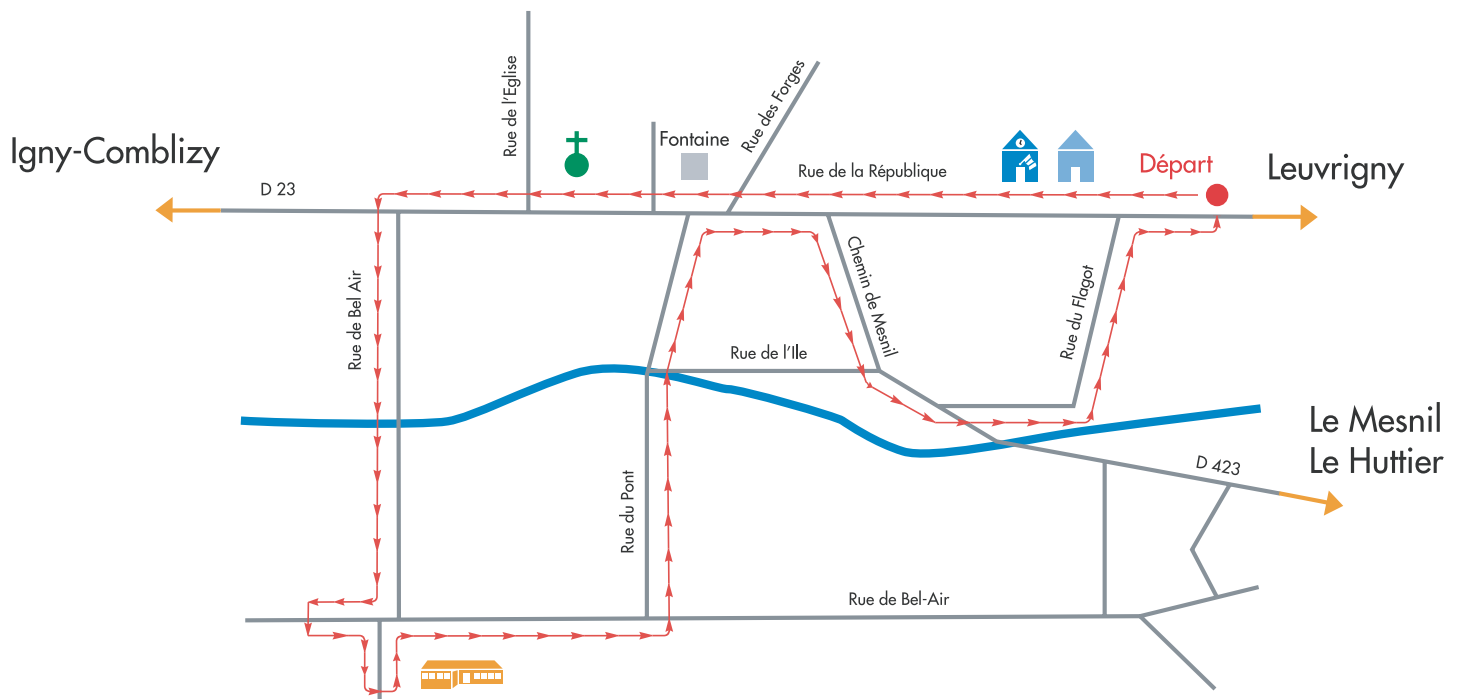 Rue de l'Eglise
Rue des Forges
Fontaine
Igny-Comblizy
Départ
Leuvrigny
Rue de la République
D 23
Rue de Bel Air
Chemin de Mesnil
Rue du Flagot
Rue de l'Ile
Le Mesnil
Le Huttier
D 423
Rue du Pont
Rue de Bel-Air